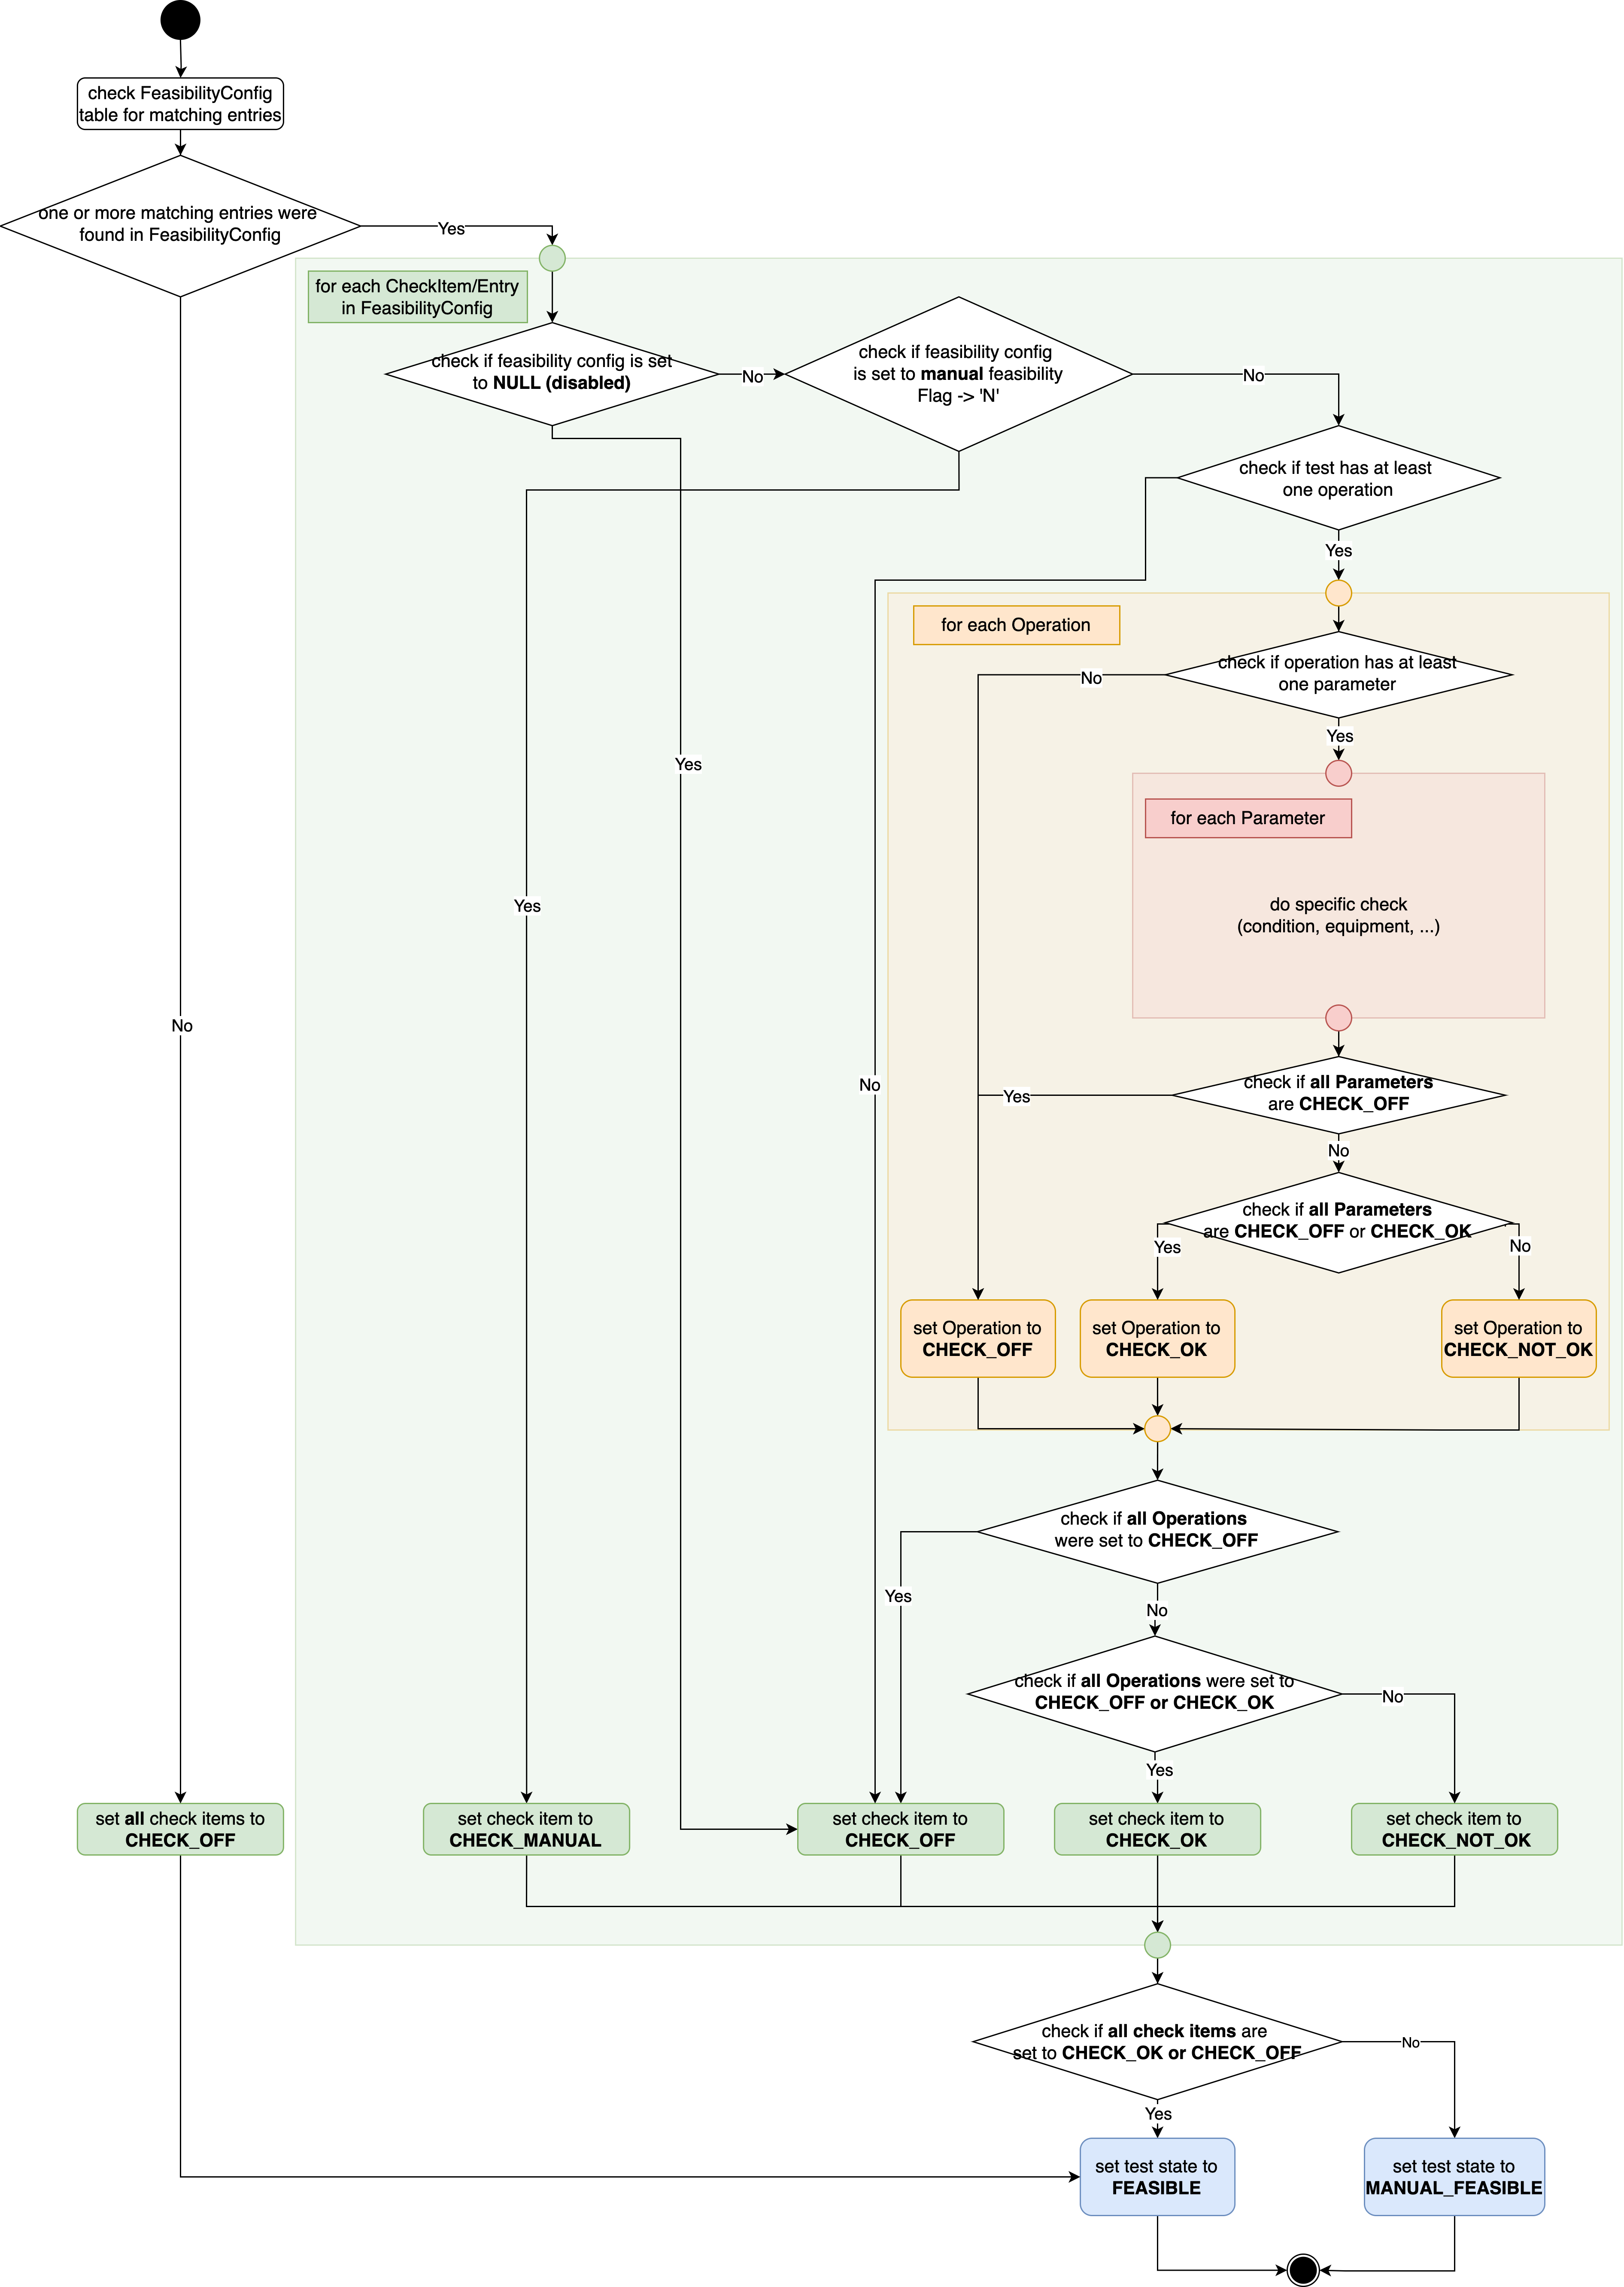 check FeasibilityConfig
table for matching entries
one or more matching entries were
found in FeasibilityConfig
Yes
for each CheckItem/Entry
in FeasibilityConfig
check if feasibility config is set
to NULL (disabled)
No
check if feasibility config
is set to manual feasibility
Flag -> 'N'
No
check if test has at least
one operation
Yes
for each Operation
check if operation has at least
one parameter
No
Yes
Yes
for each Parameter
do specific check
(condition, equipment, ...)
Yes
No
No
check if all Parameters
are CHECK_OFF
Yes
No
check if all Parameters
are CHECK_OFF or CHECK_OK
Yes
No
set Operation to
CHECK_OFF
set Operation to
CHECK_OK
set Operation to
CHECK_NOT_OK
check if all Operations
were set to CHECK_OFF
Yes
No
check if all Operations were set to
CHECK_OFF or CHECK_OK
No
Yes
set all check items to
CHECK_OFF
set check item to
CHECK_MANUAL
set check item to
CHECK_OFF
set check item to
CHECK_OK
set check item to
CHECK_NOT_OK
check if all check items are
set to CHECK_OK or CHECK_OFF
No
Yes
set test state to
FEASIBLE
set test state to
MANUAL_FEASIBLE